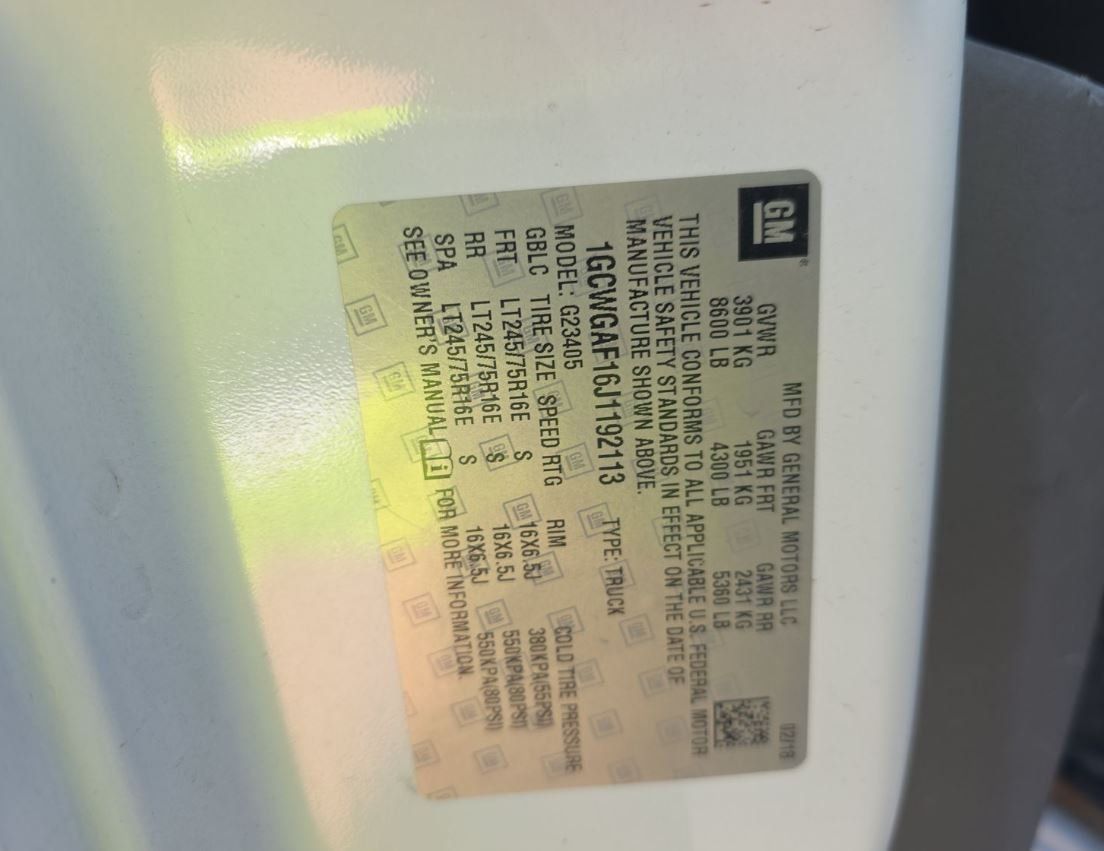 GM
MFD BY GENERAL MOTORS LLC 02/18
GVWR GAWR FRT GAWR RR
3901 KG 1951 KG 2431 KG
8600 LB 4300 LB 5360 LB
THIS VEHICLE CONFORMS TO ALL APPLICABLE U.S. FEDERAL MOTOR
VEHICLE SAFETY STANDARDS IN EFFECT ON THE DATE OF
MANUFACTURE SHOWN ABOVE.
1GCWGAF16J1192113 TYPE: TRUCK
MODEL: G23405
GBLC TIRE SIZE SPEED RTG RIM COLD TIRE PRESSURE
FRT LT245/75R16E S 16X6.5J 380KPA(55PSI)
RR LT245/75R16E S 16X6.5J 550KPA(80PSI)
SPA LT245/75R16E S 16X6.5J 550KPA(80PSI)
SEE OWNER'S MANUAL i FOR MORE INFORMATION.